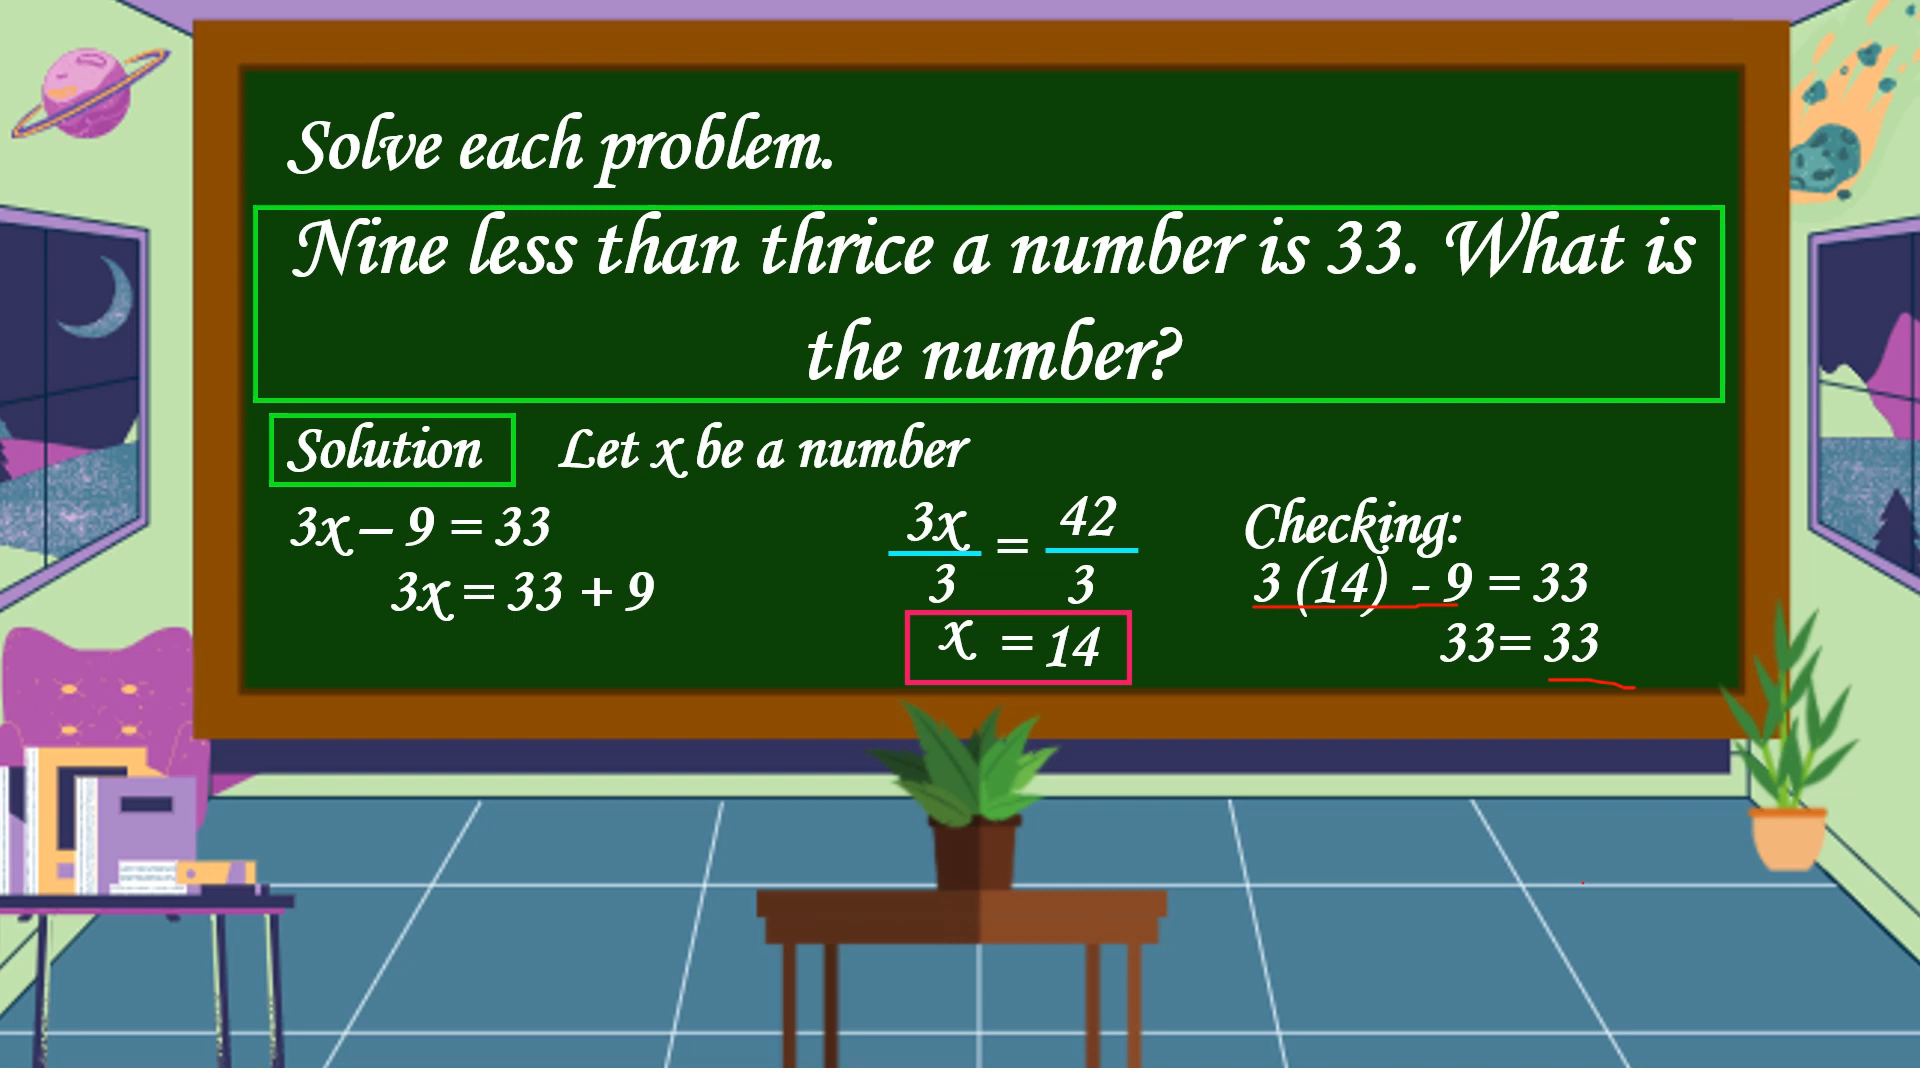 Solve each problem.
Nine less than thrice a number is 33. What is
the number?
Solution Let x be a number
3x – 9 = 33
3x = 33 + 9
3x/3 = 42/3
x = 14
Checking:
3 (14) - 9 = 33
33= 33